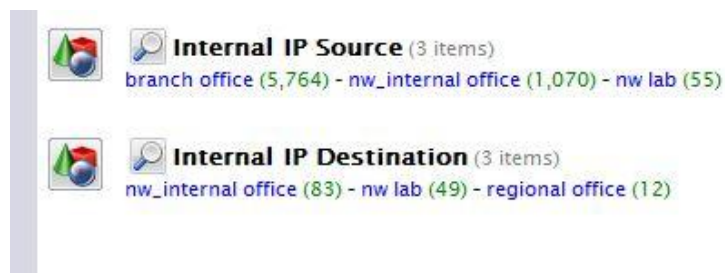 Internal IP Source (3 items)
branch office (5,764) - nw_internal office (1,070) - nw lab (55)
Internal IP Destination (3 items)
nw_internal office (83) - nw lab (49) - regional office (12)